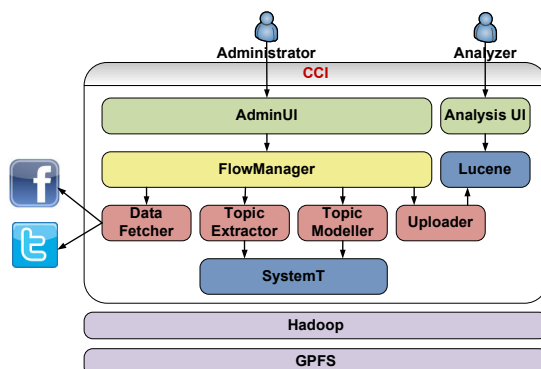 Administrator
Analyzer
CCI
AdminUI
Analysis UI
FlowManager
Lucene
f
t
Data
Fetcher
Topic
Extractor
Topic
Modeller
Uploader
SystemT
Hadoop
GPFS